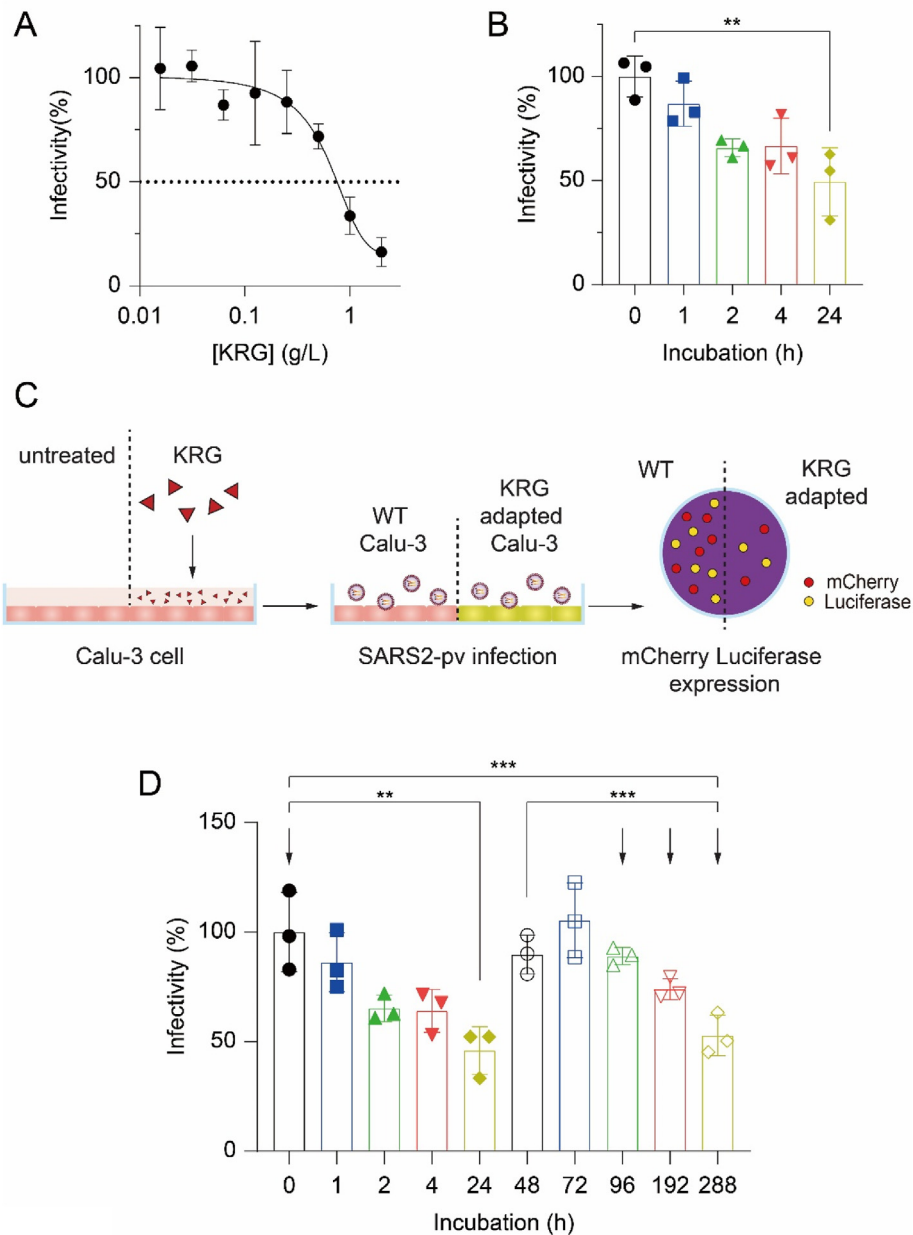 A
Infectivity(%)
100
50
0
0.01
0.1
1
[KRG] (g/L)
B
**
Infectivity (%)
100
50
0
0
1
2
4
24
Incubation (h)
C
untreated
KRG
Calu-3 cell
WT
Calu-3
KRG
adapted
Calu-3
SARS2-pv infection
WT
KRG
adapted
mCherry
Luciferase
mCherry Luciferase
expression
D
***
**
***
Infectivity (%)
150
100
50
0
0
1
2
4
24
48
72
96
192
288
Incubation (h)